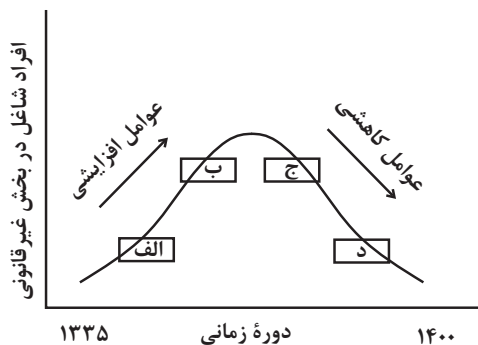 افراد شاغل در بخش غیرقانونی
عوامل افزایشی
عوامل کاهشی
ب
ج
الف
د
۱۳۳۵
دورهٔ زمانی
۱۴۰۰